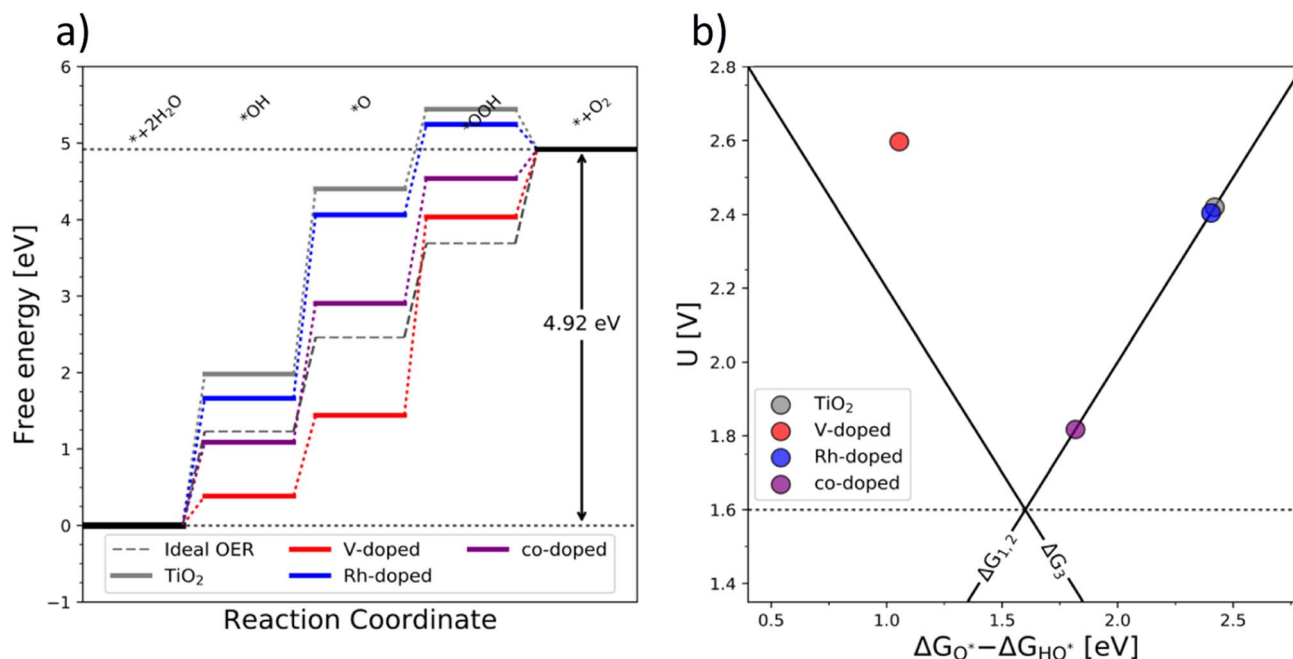 a)
6
5
4
3
2
1
0
−1
Free energy [eV]
*+2H₂O
*OH
*O
*OOH
*+O₂
4.92 eV
Ideal OER
TiO₂
V-doped
Rh-doped
co-doped
Reaction Coordinate
b)
2.8
2.6
2.4
2.2
2.0
1.8
1.6
1.4
U [V]
TiO₂
V-doped
Rh-doped
co-doped
ΔG₁,₂
ΔG₃
0.5
1.0
1.5
2.0
2.5
ΔG_O*−ΔG_HO* [eV]